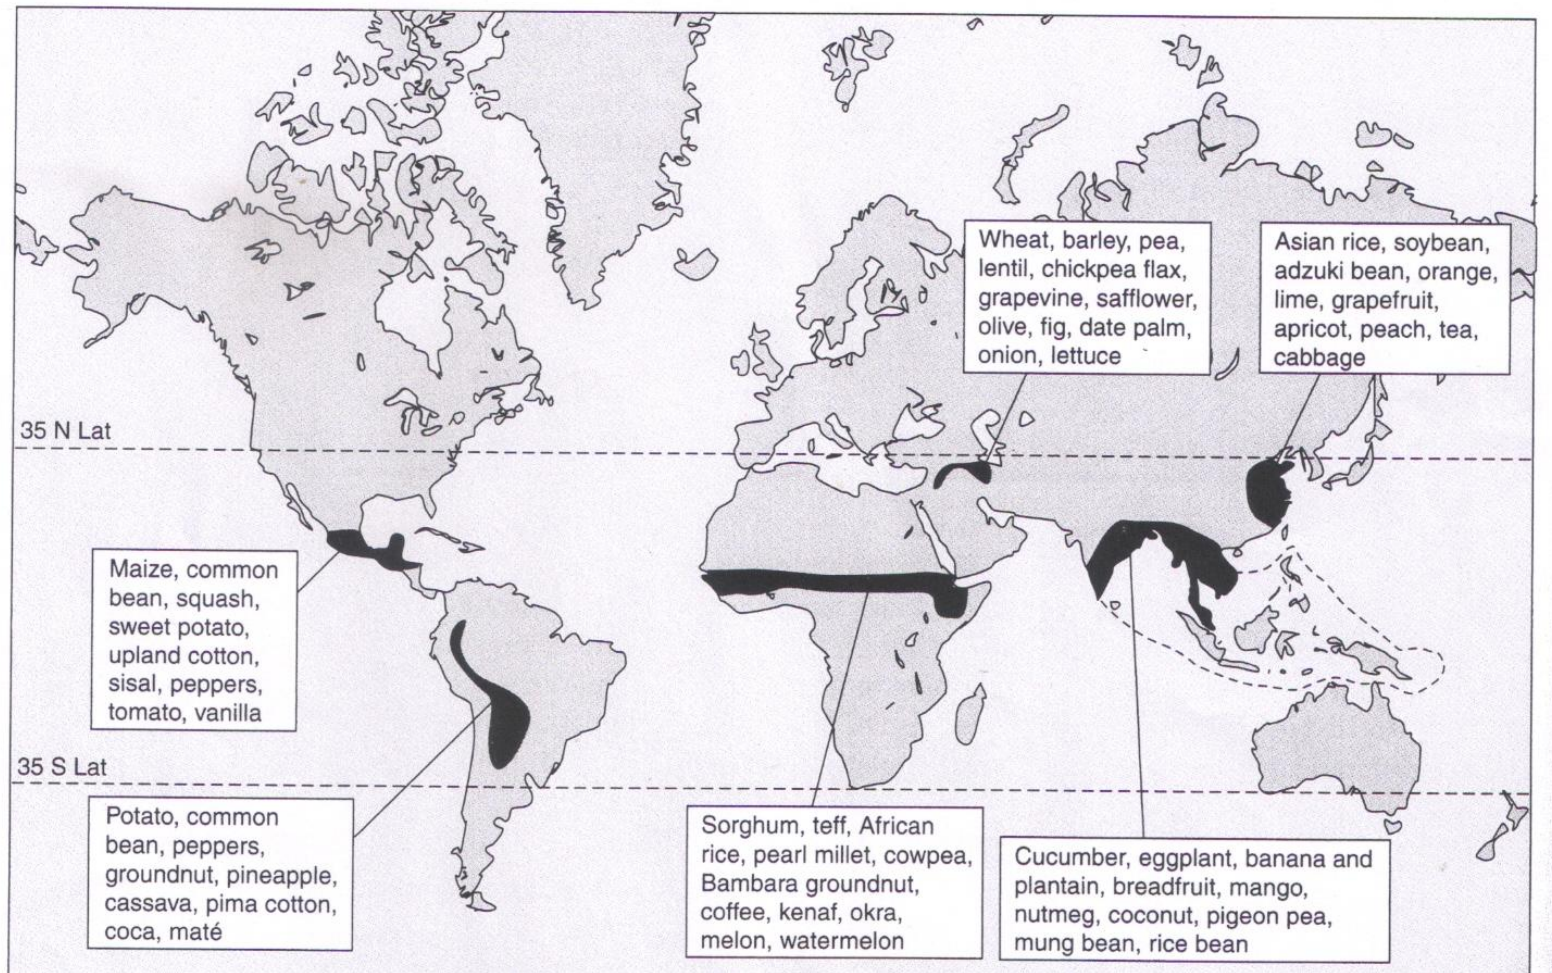 Wheat, barley, pea,
lentil, chickpea flax,
grapevine, safflower,
olive, fig, date palm,
onion, lettuce
Asian rice, soybean,
adzuki bean, orange,
lime, grapefruit,
apricot, peach, tea,
cabbage
35 N Lat
Maize, common
bean, squash,
sweet potato,
upland cotton,
sisal, peppers,
tomato, vanilla
35 S Lat
Potato, common
bean, peppers,
groundnut, pineapple,
cassava, pima cotton,
coca, maté
Sorghum, teff, African
rice, pearl millet, cowpea,
Bambara groundnut,
coffee, kenaf, okra,
melon, watermelon
Cucumber, eggplant, banana and
plantain, breadfruit, mango,
nutmeg, coconut, pigeon pea,
mung bean, rice bean